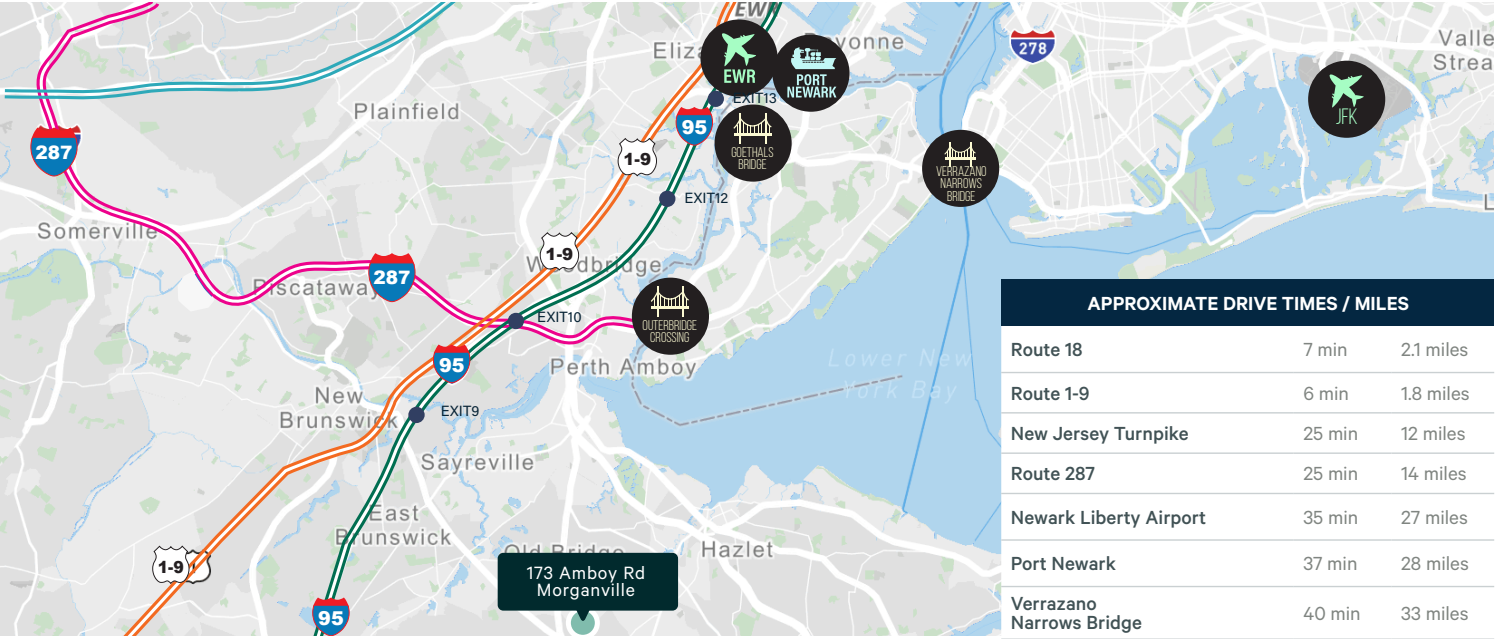 EWR
Valle
Strea
278
Eliz
yonne
EWR
PORT
NEWARK
EXIT13
JFK
Plainfield
95
287
1-9
GOETHALS
BRIDGE
VERRAZANO
NARROWS
BRIDGE
EXIT12
Somerville
L
1-9
Woodbridge
287
Piscataway
APPROXIMATE DRIVE TIMES / MILES
EXIT10
OUTERBRIDGE
CROSSING
Route 18 7 min 2.1 miles
95
Perth Amboy
Lower New
York Bay
Route 1-9 6 min 1.8 miles
New
Brunswick
EXIT9
New Jersey Turnpike 25 min 12 miles
Sayreville
Route 287 25 min 14 miles
East
Brunswick
Newark Liberty Airport 35 min 27 miles
Old Bridge
Hazlet
1-9
173 Amboy Rd
Morganville
Port Newark 37 min 28 miles
95
Verrazano
Narrows Bridge 40 min 33 miles